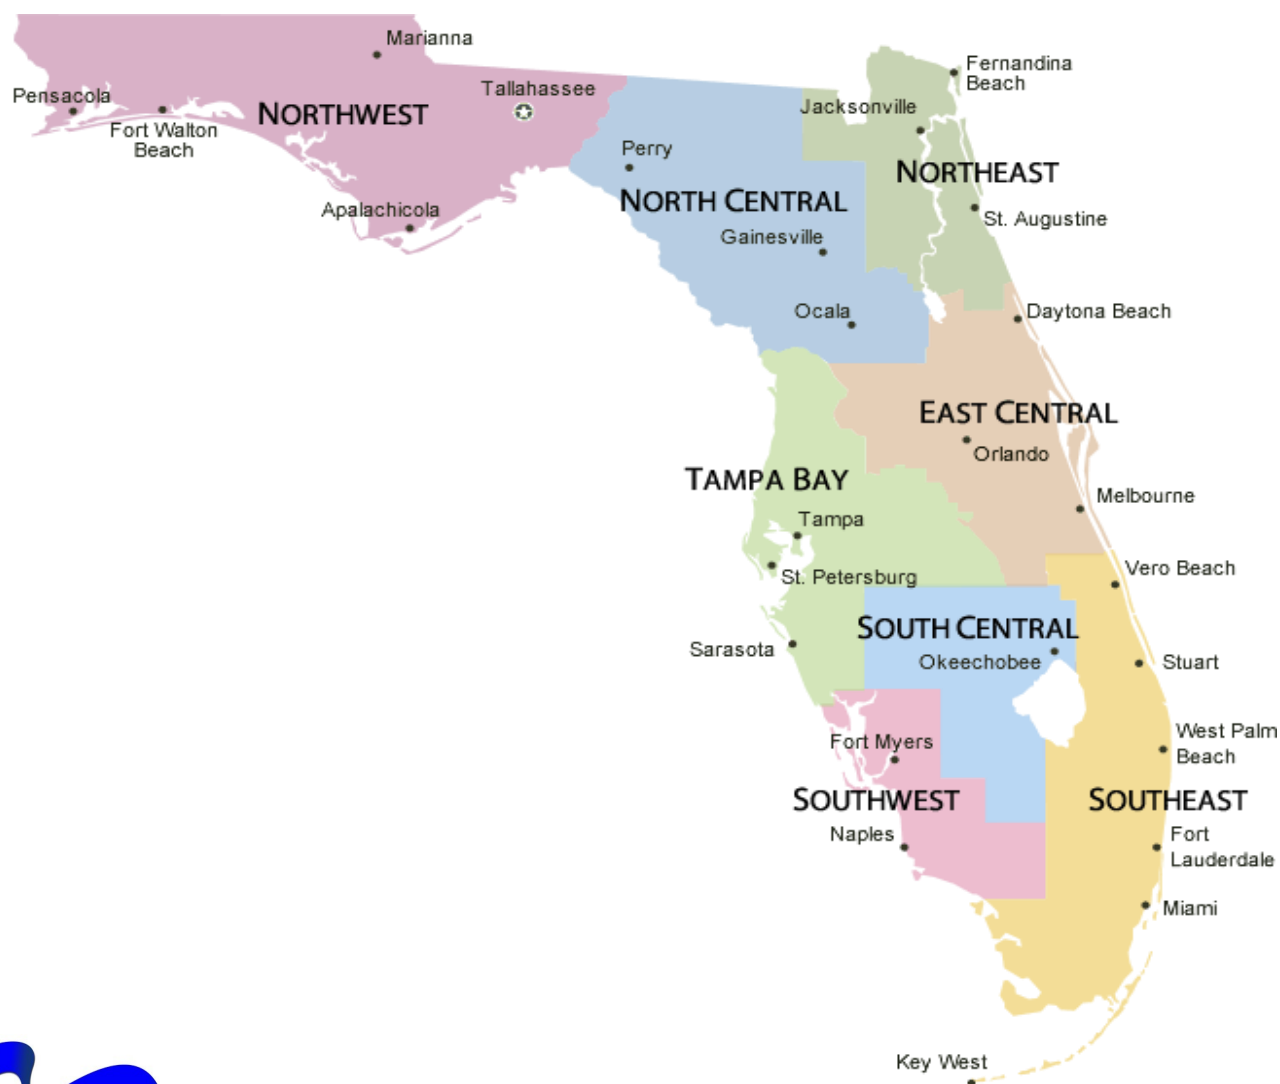 Marianna
Fernandina
Beach
Tallahassee
Pensacola
Jacksonville
NORTHWEST
Fort Walton
Beach
Perry
NORTHEAST
NORTH CENTRAL
Apalachicola
St. Augustine
Gainesville
Ocala
Daytona Beach
EAST CENTRAL
Orlando
TAMPA BAY
Melbourne
Tampa
Vero Beach
St. Petersburg
SOUTH CENTRAL
Sarasota
Okeechobee
Stuart
West Palm
Beach
Fort Myers
SOUTHWEST
SOUTHEAST
Naples
Fort
Lauderdale
Miami
Key West